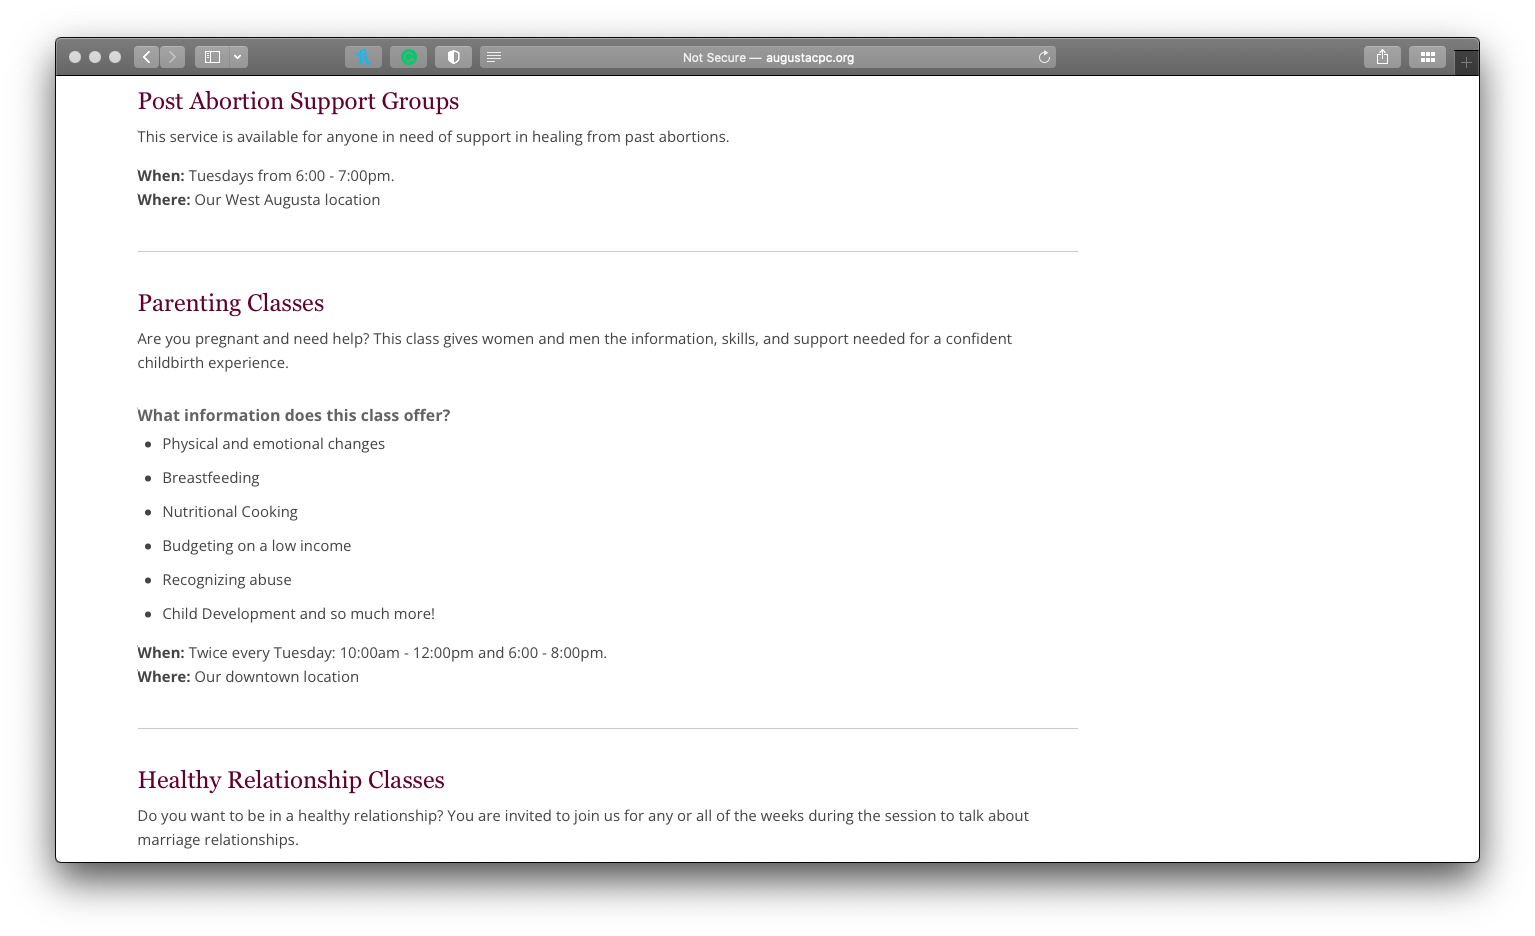 Not Secure — augustacpc.org
Post Abortion Support Groups
This service is available for anyone in need of support in healing from past abortions.
When: Tuesdays from 6:00 - 7:00pm.
Where: Our West Augusta location
Parenting Classes
Are you pregnant and need help? This class gives women and men the information, skills, and support needed for a confident
childbirth experience.
What information does this class offer?
• Physical and emotional changes
• Breastfeeding
• Nutritional Cooking
• Budgeting on a low income
• Recognizing abuse
• Child Development and so much more!
When: Twice every Tuesday: 10:00am - 12:00pm and 6:00 - 8:00pm.
Where: Our downtown location
Healthy Relationship Classes
Do you want to be in a healthy relationship? You are invited to join us for any or all of the weeks during the session to talk about
marriage relationships.